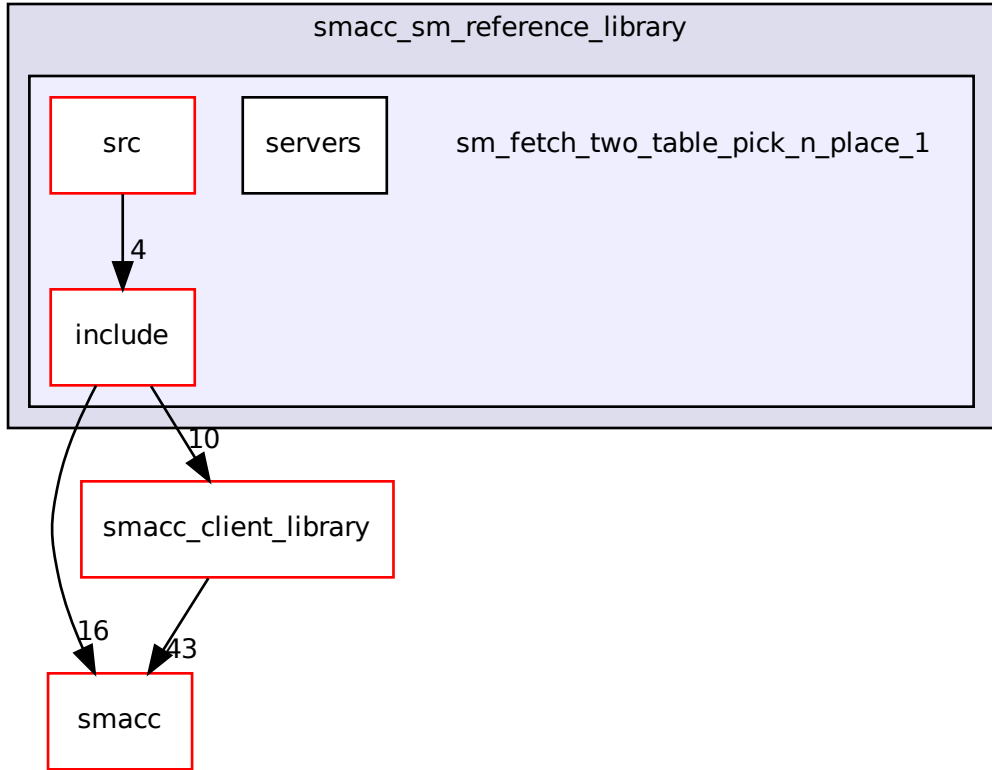 smacc_sm_reference_library
src
servers
sm_fetch_two_table_pick_n_place_1
4
include
10
smacc_client_library
16
43
smacc